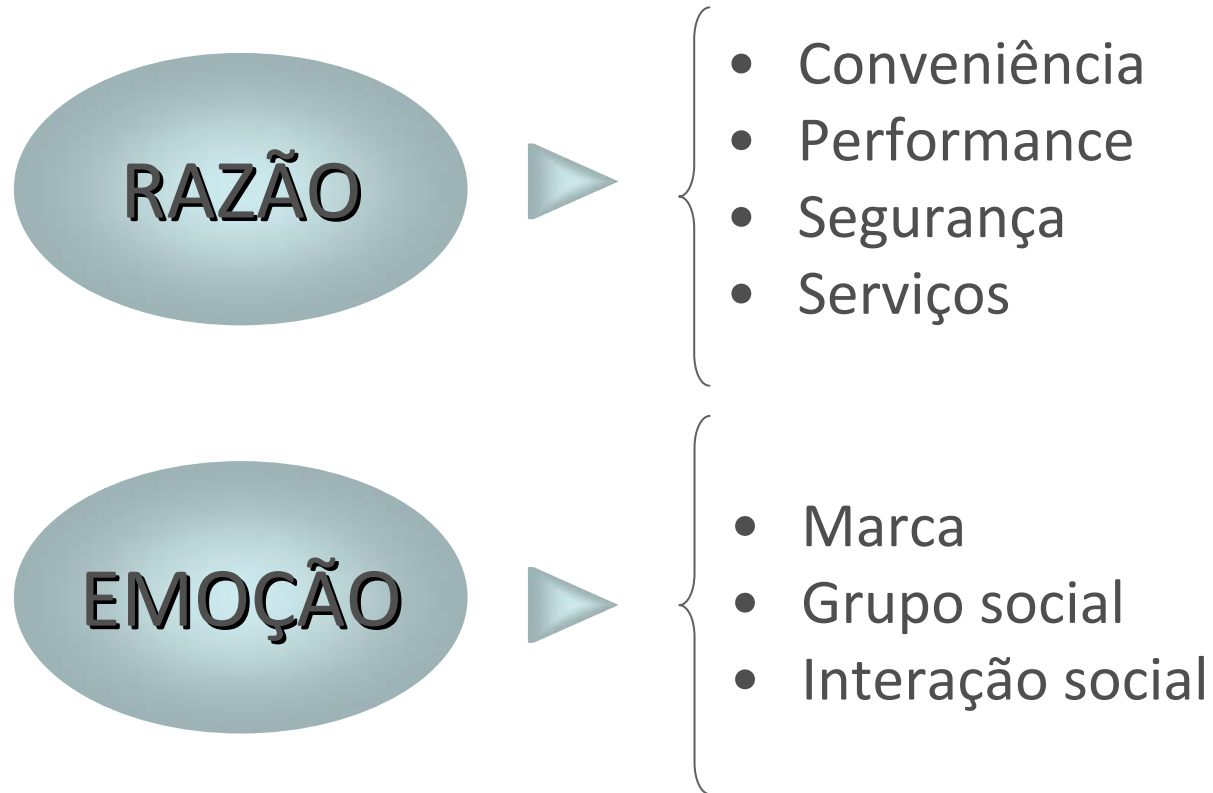 RAZÃO
• Conveniência
• Performance
• Segurança
• Serviços
EMOÇÃO
• Marca
• Grupo social
• Interação social